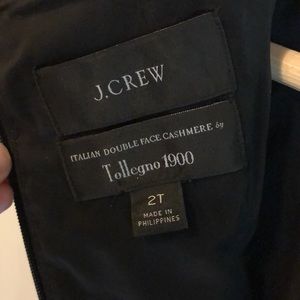 J.CREW
ITALIAN DOUBLE FACE CASHMERE by
Tollegno 1900
2T
MADE IN
PHILIPPINES